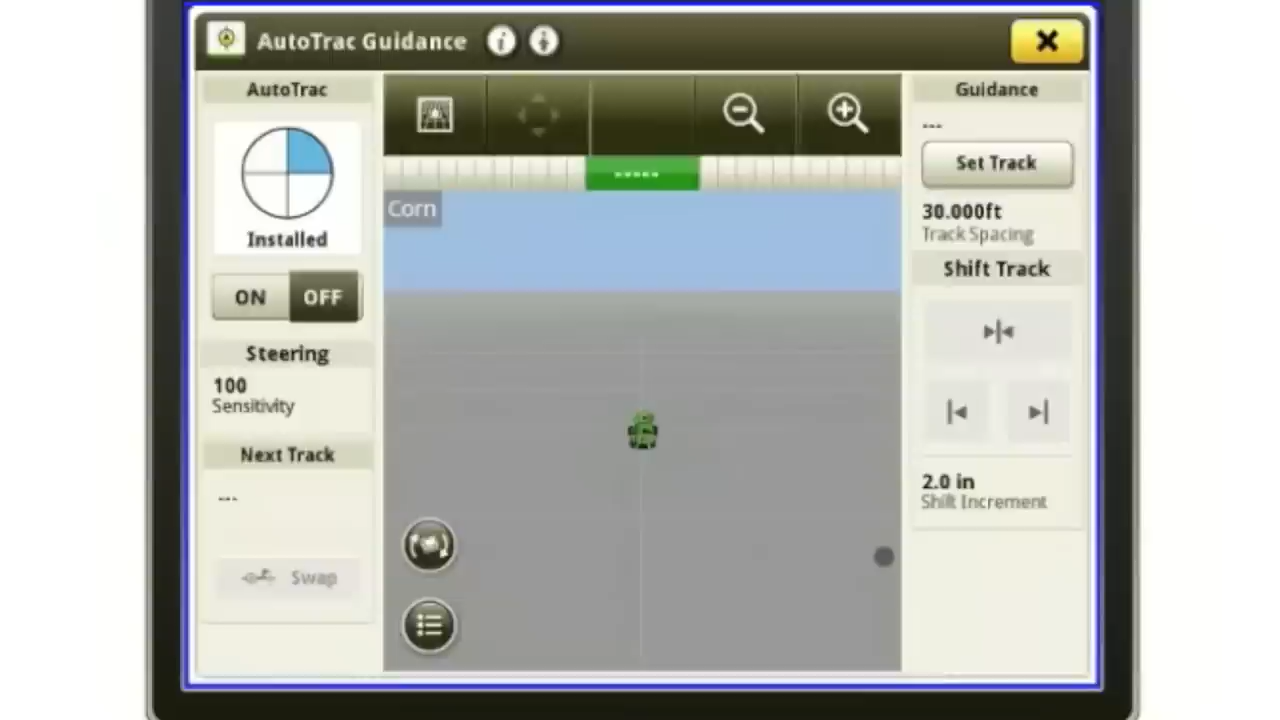 AutoTrac Guidance
AutoTrac
Installed
ON OFF
Steering
100
Sensitivity
Next Track
---
Swap
Corn
Guidance
---
Set Track
30.000ft
Track Spacing
Shift Track
2.0 in
Shift Increment